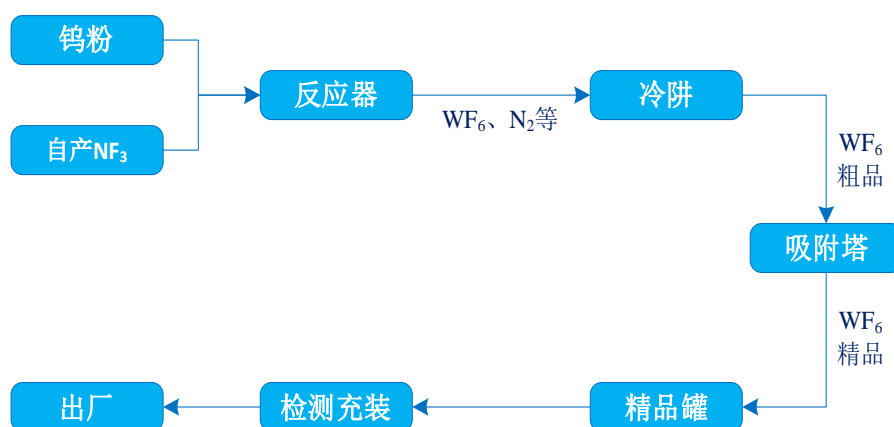 钨粉
自产NF₃
反应器
WF₆、N₂等
冷阱
WF₆
粗品
吸附塔
WF₆
精品
精品罐
检测充装
出厂